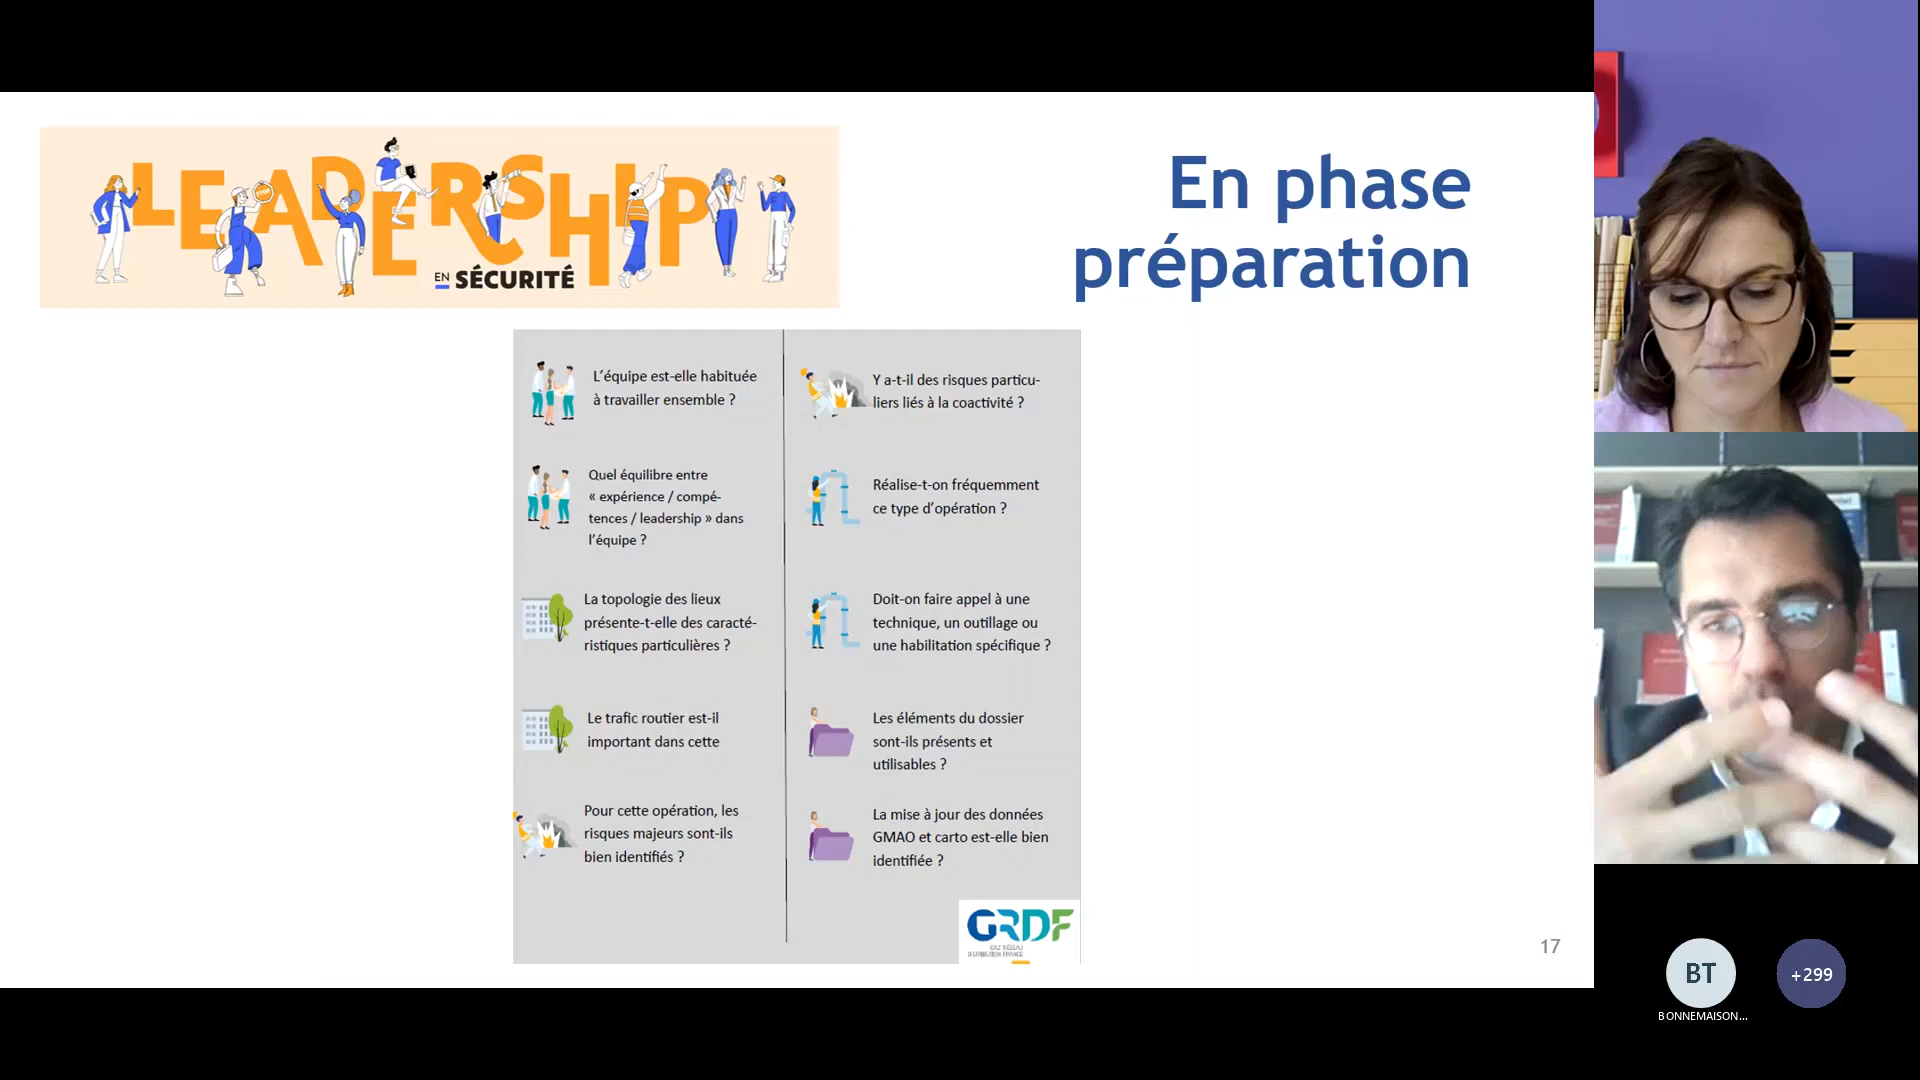 LEADERSHIP
EN SÉCURITÉ
STOP
En phase
préparation
L'équipe est-elle habituée
à travailler ensemble ?
Quel équilibre entre
« expérience / compé-
tences / leadership » dans
l'équipe ?
La topologie des lieux
présente-t-elle des caracté-
ristiques particulières ?
Le trafic routier est-il
important dans cette
Pour cette opération, les
risques majeurs sont-ils
bien identifiés ?
Y a-t-il des risques particu-
liers liés à la coactivité ?
Réalise-t-on fréquemment
ce type d'opération ?
Doit-on faire appel à une
technique, un outillage ou
une habilitation spécifique ?
Les éléments du dossier
sont-ils présents et
utilisables ?
La mise à jour des données
GMAO et carto est-elle bien
identifiée ?
GRDF
GAZ RÉSEAU
DISTRIBUTION FRANCE
17
BT
+299
BONNEMAISON...